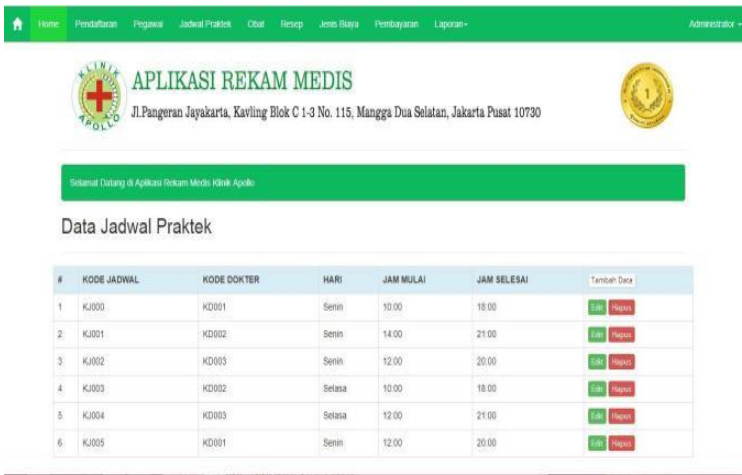 Home Pendaftaran Pegawai Jadwal Praktek Obat Resep Jenis Biaya Pembayaran Laporan Administrator
KLINIK
APOLLO
APLIKASI REKAM MEDIS
Jl.Pangeran Jayakarta, Kavling Blok C 1-3 No. 115, Mangga Dua Selatan, Jakarta Pusat 10730
1
Selamat Datang di Aplikasi Rekam Medis Klinik Apollo
Data Jadwal Praktek
# KODE JADWAL KODE DOKTER HARI JAM MULAI JAM SELESAI Tambah Data
1 KJ000 KD001 Senin 10:00 18:00 Edit Hapus
2 KJ001 KD002 Senin 14:00 21:00 Edit Hapus
3 KJ002 KD003 Senin 12:00 20:00 Edit Hapus
4 KJ003 KD002 Selasa 10:00 18:00 Edit Hapus
5 KJ004 KD003 Selasa 12:00 21:00 Edit Hapus
6 KJ005 KD001 Senin 12:00 20:00 Edit Hapus